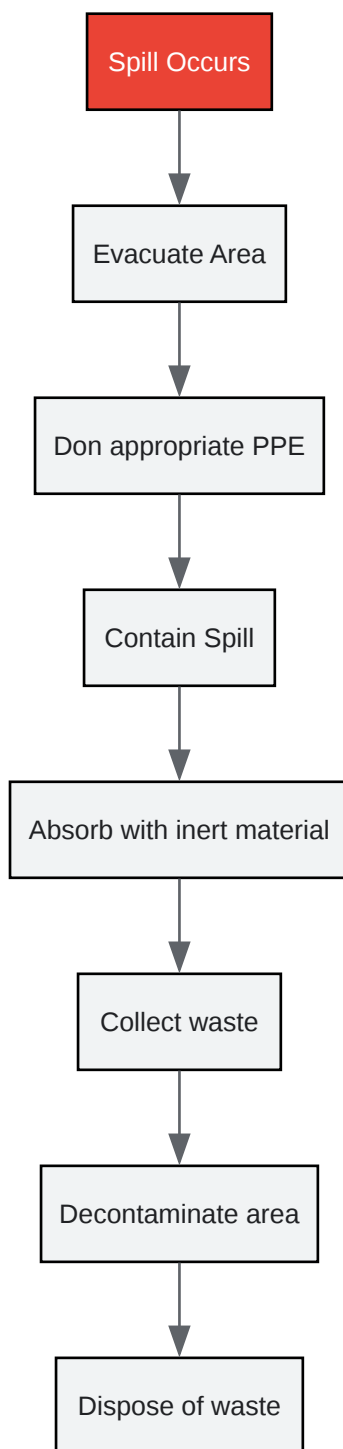 Spill Occurs
Evacuate Area
Don appropriate PPE
Contain Spill
Absorb with inert material
Collect waste
Decontaminate area
Dispose of waste